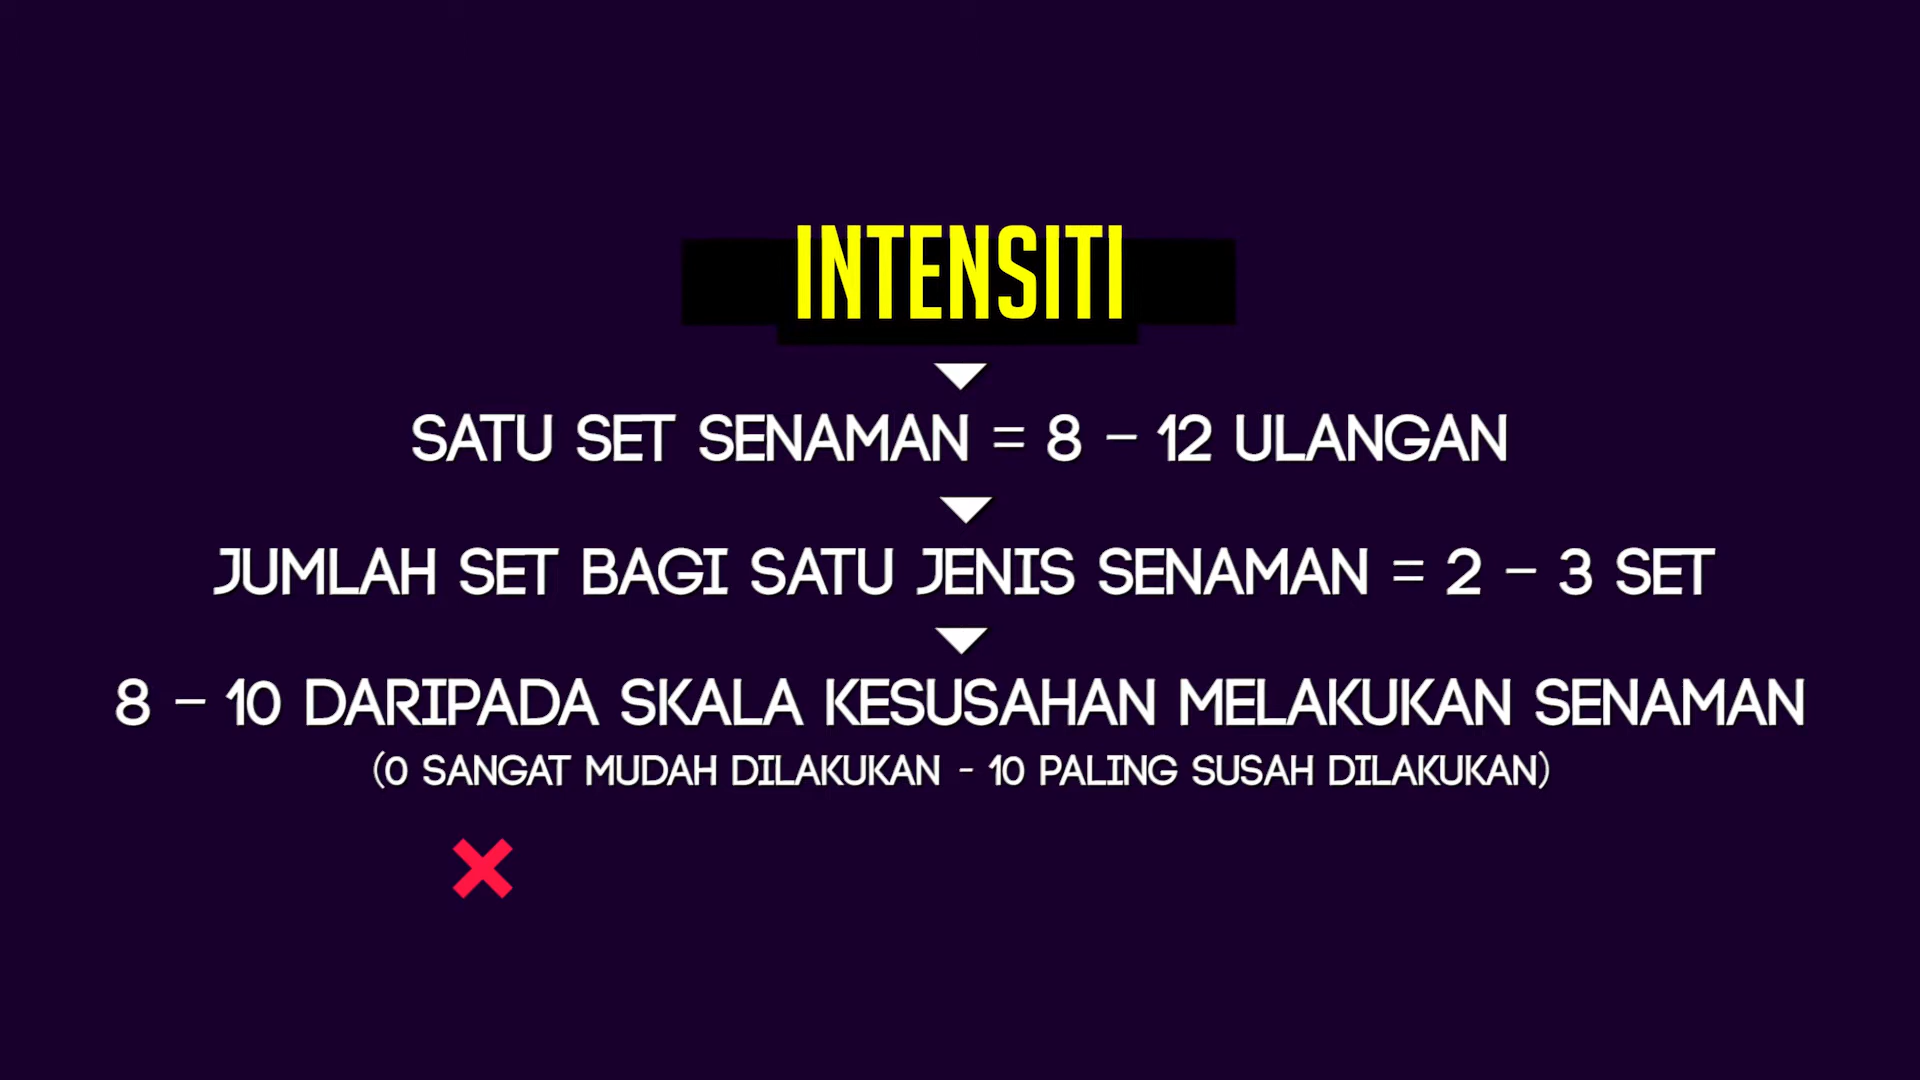 INTENSITI
SATU SET SENAMAN = 8 – 12 ULANGAN
JUMLAH SET BAGI SATU JENIS SENAMAN = 2 – 3 SET
8 – 10 DARIPADA SKALA KESUSAHAN MELAKUKAN SENAMAN
(0 SANGAT MUDAH DILAKUKAN - 10 PALING SUSAH DILAKUKAN)